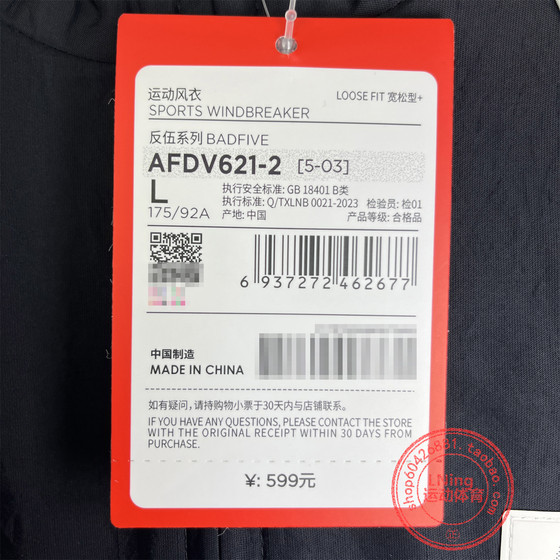 运动风衣
SPORTS WINDBREAKER
LOOSE FIT 宽松型+
反伍系列 BADFIVE
AFDV621-2 [5-03]
L
175/92A
执行安全标准: GB 18401 B类
执行标准: Q/TXLNB 0021-2023 检验员: 检01
产地: 中国 产品等级: 合格品
6 937272 462677
中国制造
MADE IN CHINA
如有疑问，请持购物小票于30天内与店铺联系。
IF YOU HAVE ANY QUESTIONS, PLEASE CONTACT THE STORE
WITH THE ORIGINAL RECEIPT WITHIN 30 DAYS FROM
PURCHASE.
¥: 599元
shop60426831.taobao.com
LNing
运动体育